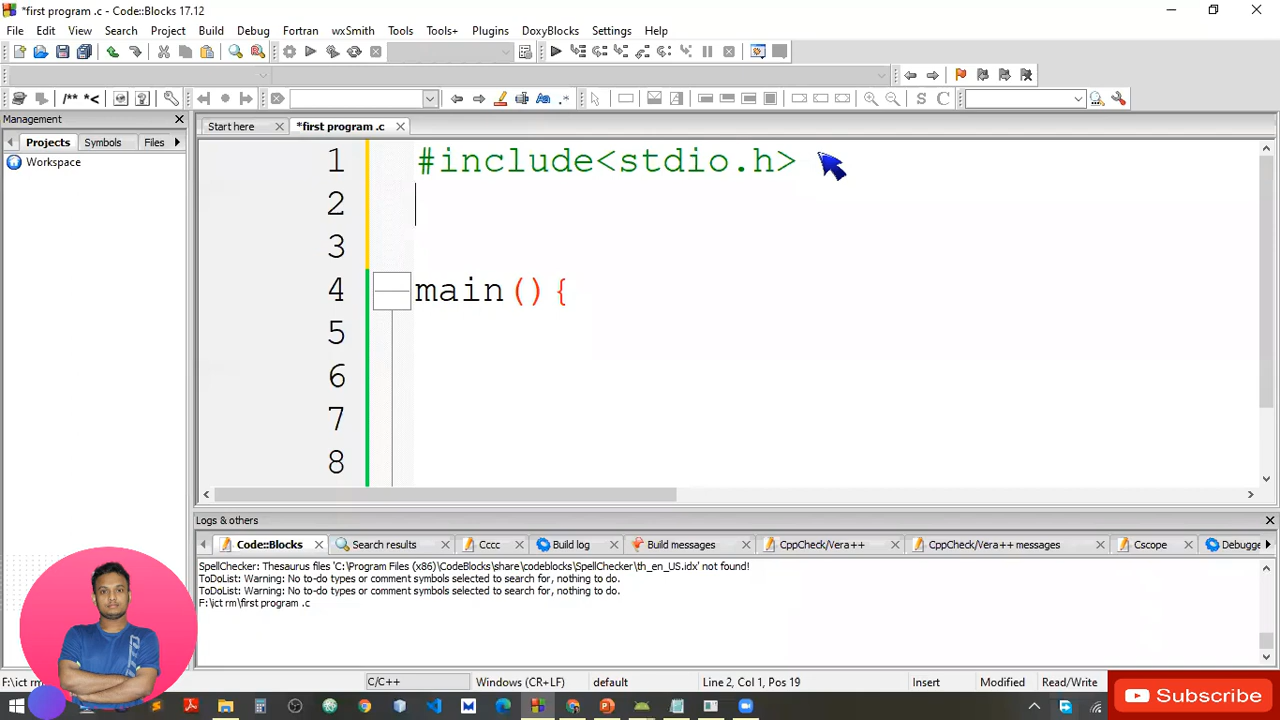 *first program .c - Code::Blocks 17.12
File Edit View Search Project Build Debug Fortran wxSmith Tools Tools+ Plugins DoxyBlocks Settings Help
/** *<
S C
Management
Projects Symbols Files
Workspace
Start here *first program .c
1 #include<stdio.h>
2
3
4 main(){
5
6
7
8
Logs & others
Code::Blocks Search results Cccc Build log Build messages CppCheck/Vera++ CppCheck/Vera++ messages Cscope Debugge
SpellChecker: Thesaurus files 'C:\Program Files (x86)\CodeBlocks\share\codeblocks\SpellChecker\th_en_US.idx' not found!
ToDoList: Warning: No to-do types or comment symbols selected to search for, nothing to do.
ToDoList: Warning: No to-do types or comment symbols selected to search for, nothing to do.
F:\ict rm\first program .c
F:\ict C/C++ Windows (CR+LF) default Line 2, Col 1, Pos 19 Insert Modified Read/Write
Subscribe